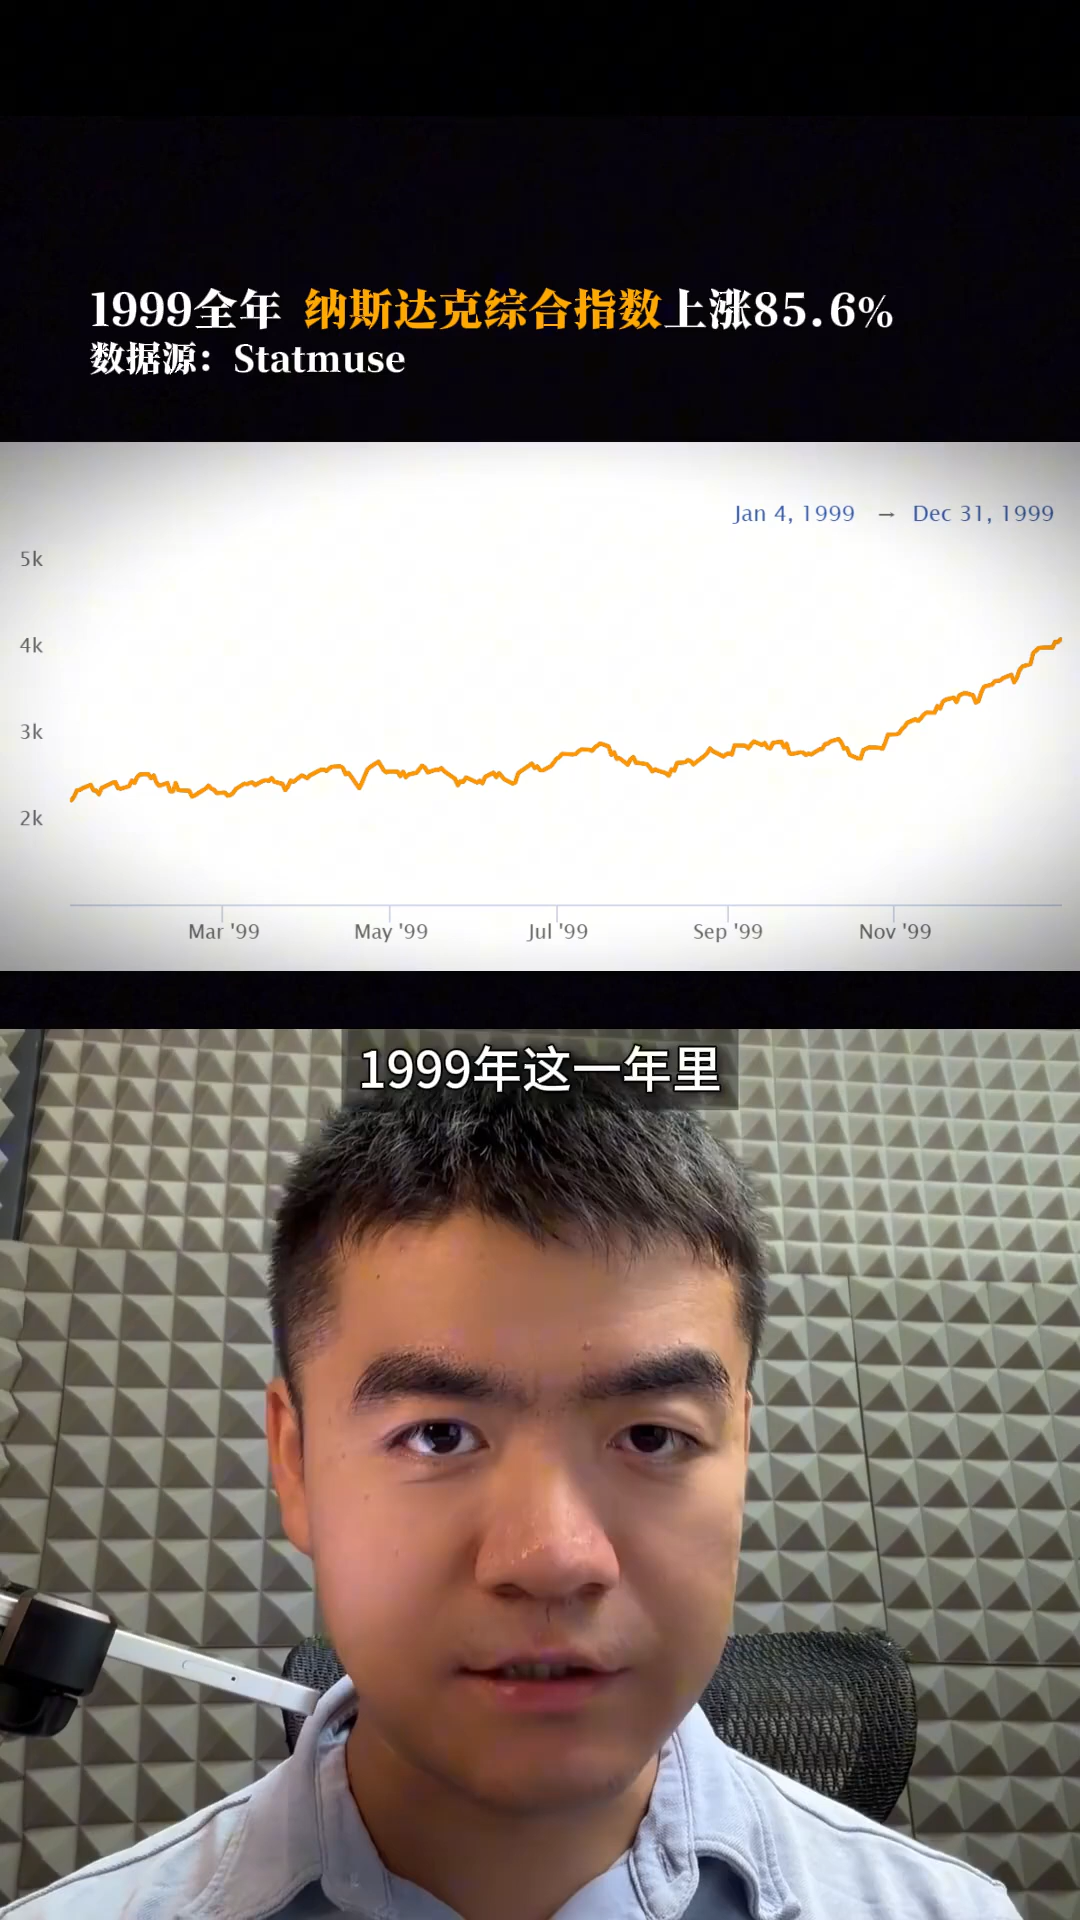 1999全年 纳斯达克综合指数上涨85.6%
数据源：Statmuse
Jan 4, 1999 → Dec 31, 1999
5k
4k
3k
2k
Mar '99 May '99 Jul '99 Sep '99 Nov '99
1999年这一年里